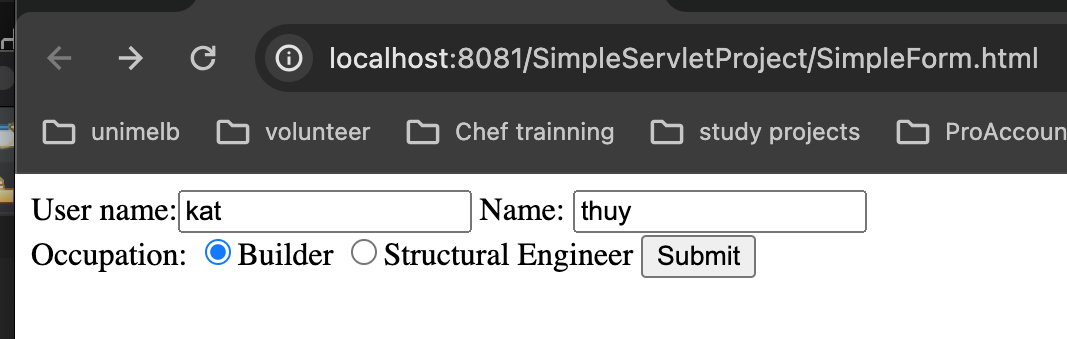 localhost:8081/SimpleServletProject/SimpleForm.html
unimelb volunteer Chef trainning study projects ProAccoun
User name: kat Name: thuy
Occupation: Builder Structural Engineer Submit